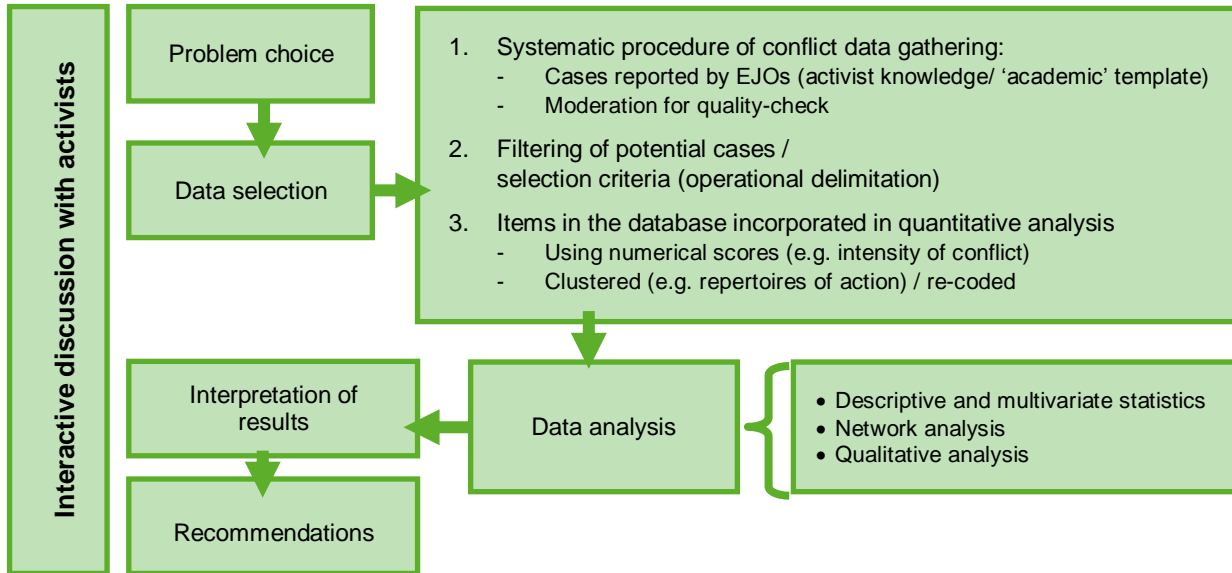 Interactive discussion with activists
Problem choice
Data selection
1. Systematic procedure of conflict data gathering:
- Cases reported by EJOs (activist knowledge/ ‘academic’ template)
- Moderation for quality-check
2. Filtering of potential cases /
selection criteria (operational delimitation)
3. Items in the database incorporated in quantitative analysis
- Using numerical scores (e.g. intensity of conflict)
- Clustered (e.g. repertoires of action) / re-coded
Data analysis
• Descriptive and multivariate statistics
• Network analysis
• Qualitative analysis
Interpretation of
results
Recommendations